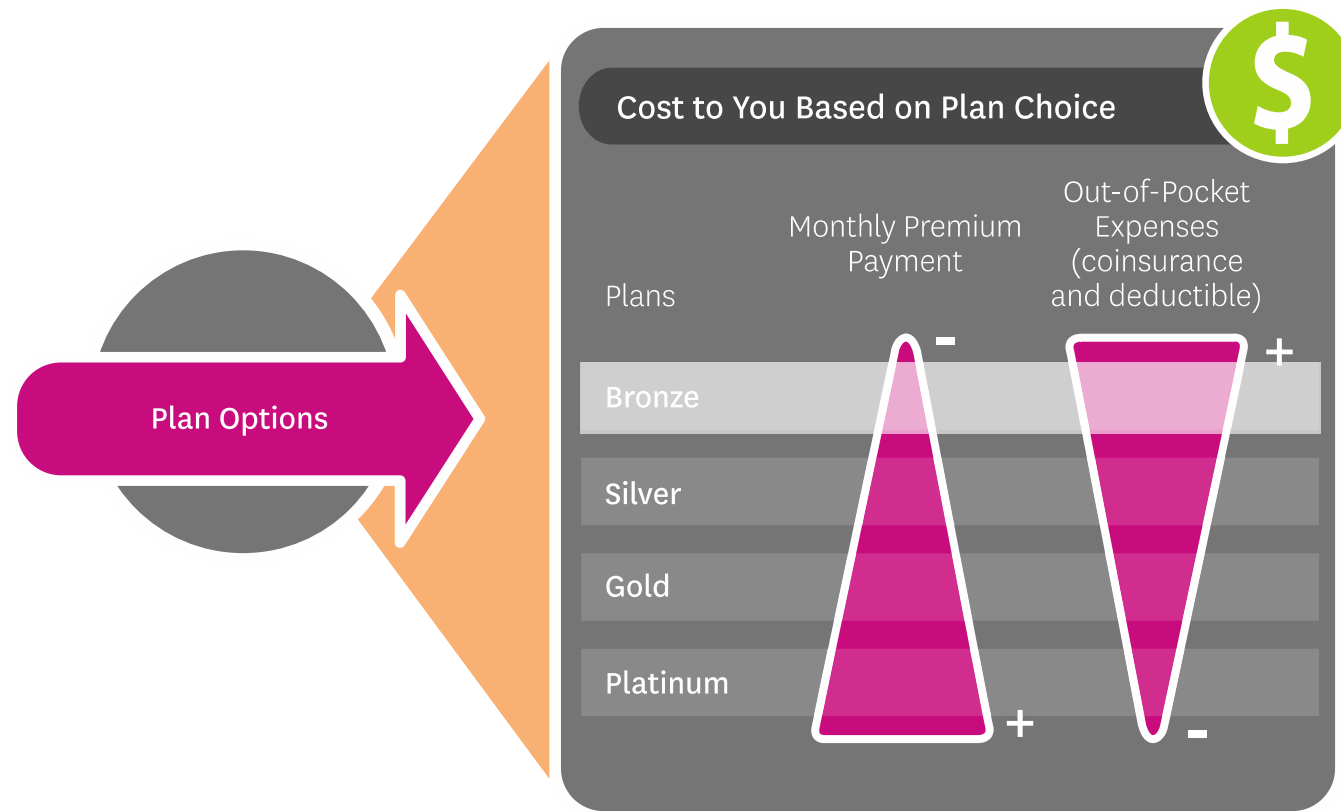 $
Cost to You Based on Plan Choice
Plans
Monthly Premium
Payment
Out-of-Pocket
Expenses
(coinsurance
and deductible)
-
+
Plan Options
Bronze
Silver
Gold
Platinum
+
-